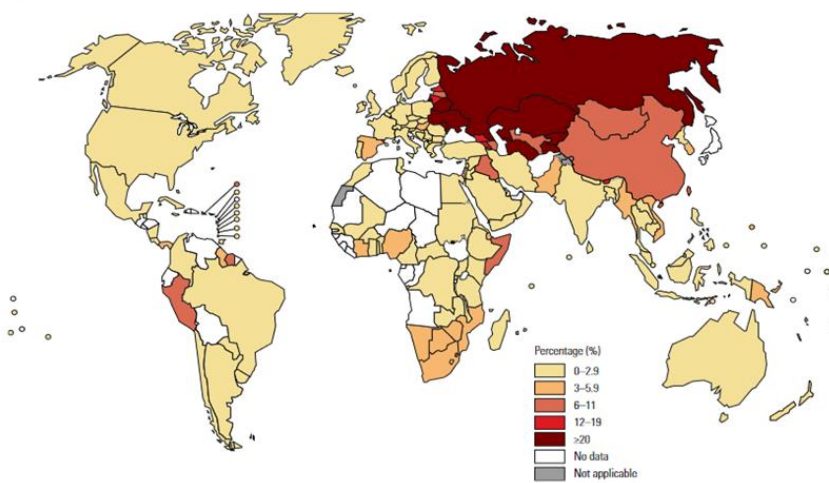 Percentage (%)
0–2.9
3–5.9
6–11
12–19
≥20
No data
Not applicable